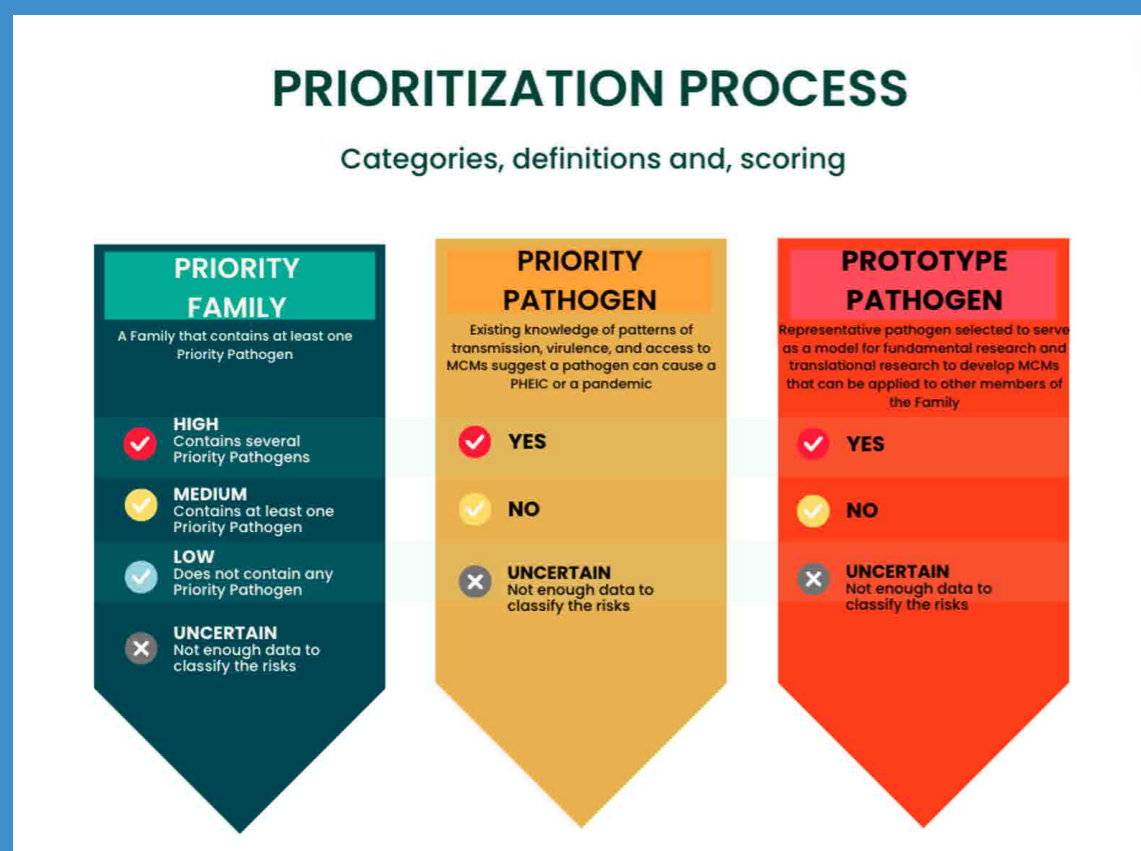 PRIORITIZATION PROCESS
Categories, definitions and, scoring
PRIORITY
FAMILY
A Family that contains at least one
Priority Pathogen
HIGH
Contains several
Priority Pathogens
MEDIUM
Contains at least one
Priority Pathogen
LOW
Does not contain any
Priority Pathogen
UNCERTAIN
Not enough data to
classify the risks
PRIORITY
PATHOGEN
Existing knowledge of patterns of
transmission, virulence, and access to
MCMs suggest a pathogen can cause a
PHEIC or a pandemic
YES
NO
UNCERTAIN
Not enough data to
classify the risks
PROTOTYPE
PATHOGEN
Representative pathogen selected to serve
as a model for fundamental research and
translational research to develop MCMs
that can be applied to other members of
the Family
YES
NO
UNCERTAIN
Not enough data to
classify the risks